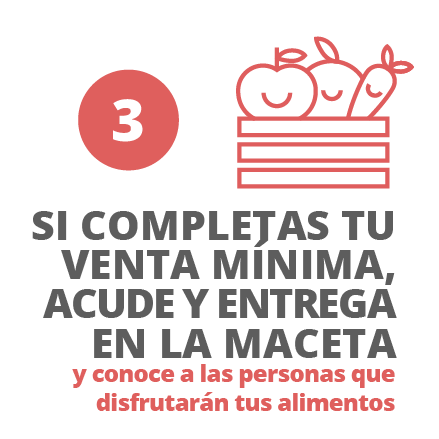 3
SI COMPLETAS TU
VENTA MÍNIMA,
ACUDE Y ENTREGA
EN LA MACETA
y conoce a las personas que
disfrutarán tus alimentos